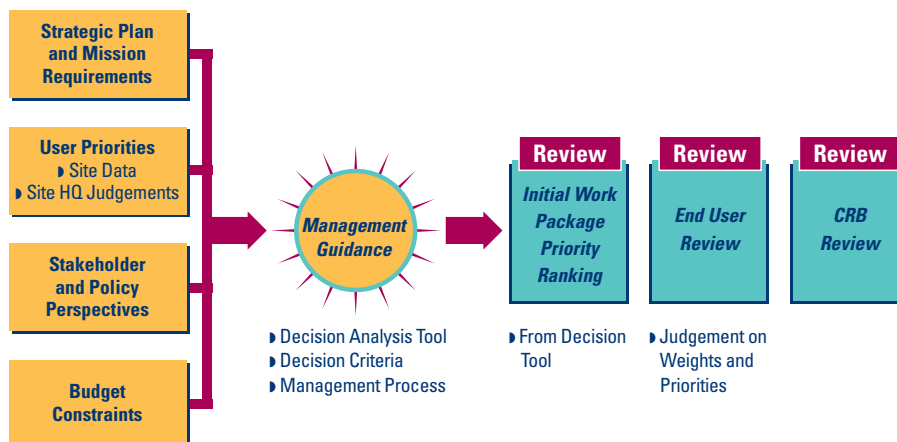 Strategic Plan
and Mission
Requirements
User Priorities
◗ Site Data
◗ Site HQ Judgements
Stakeholder
and Policy
Perspectives
Budget
Constraints
Management
Guidance
◗ Decision Analysis Tool
◗ Decision Criteria
◗ Management Process
Review
Initial Work
Package
Priority
Ranking
◗ From Decision
Tool
Review
End User
Review
◗ Judgement on
Weights and
Priorities
Review
CRB
Review